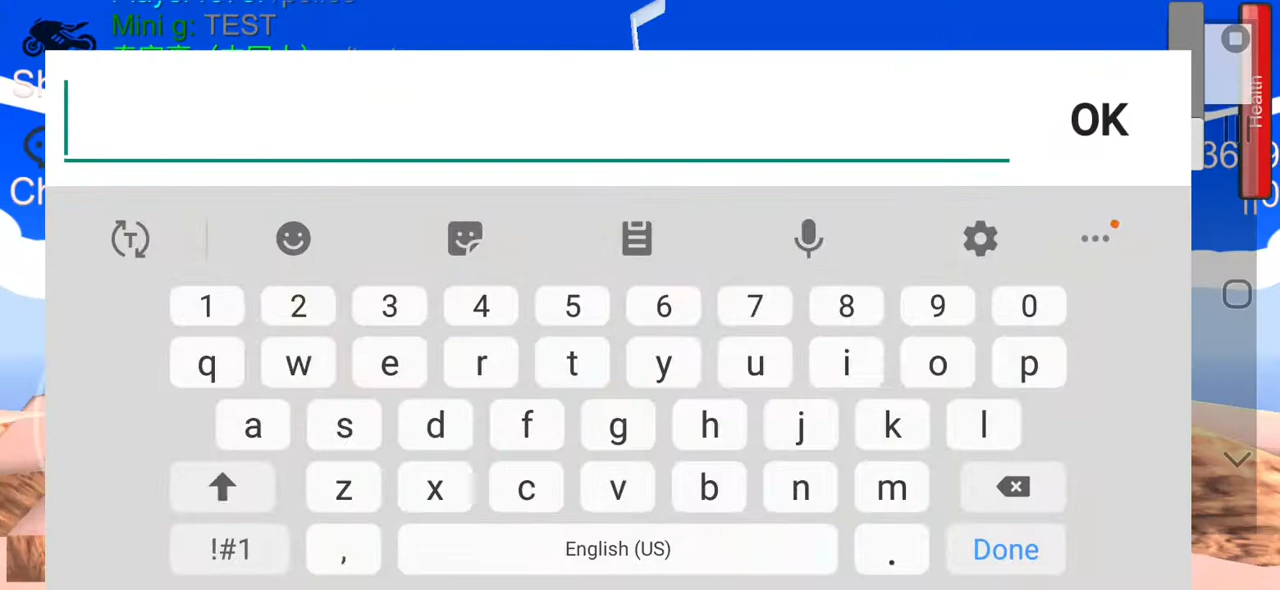 Mini g: TEST
OK
Health
1 2 3 4 5 6 7 8 9 0
q w e r t y u i o p
a s d f g h j k l
z x c v b n m
!#1 , English (US) . Done